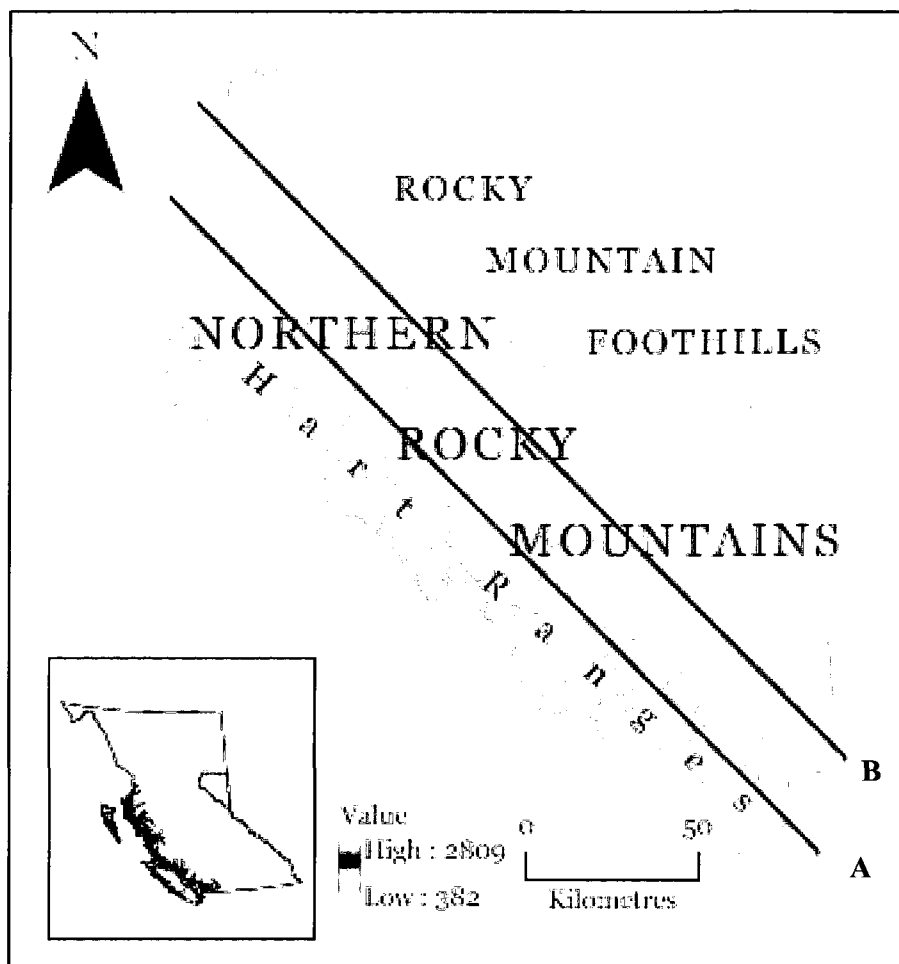 N
ROCKY
MOUNTAIN
FOOTHILLS
NORTHERN
ROCKY
MOUNTAINS
Hart Ranges
B
A
Value
High : 2809
Low : 382
0 50
Kilometres